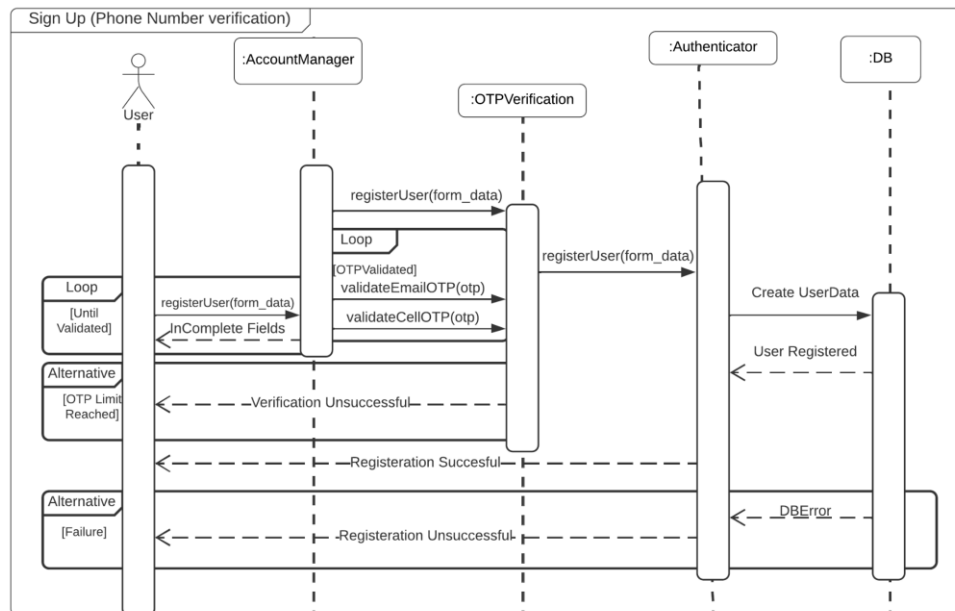 Sign Up (Phone Number verification)
:AccountManager
:Authenticator
:DB
:OTPVerification
User
registerUser(form_data)
Loop
[OTPValidated]
registerUser(form_data)
validateEmailOTP(otp)
Loop
[Until
Validated]
registerUser(form_data)
Create UserData
validateCellOTP(otp)
InComplete Fields
User Registered
Alternative
[OTP Limit
Reached]
Verification Unsuccessful
Registeration Succesful
Alternative
[Failure]
DBError
Registeration Unsuccessful